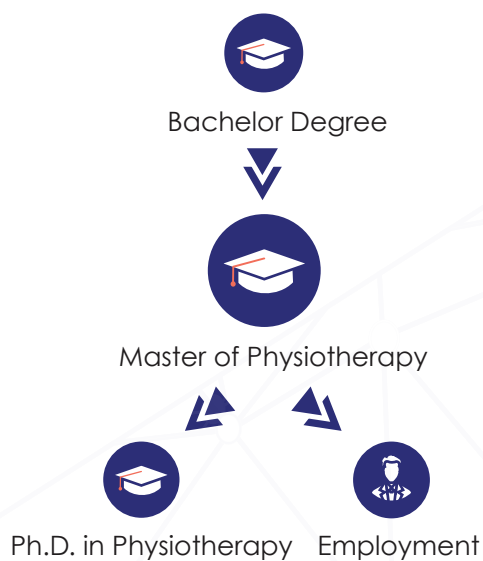 Bachelor Degree
Master of Physiotherapy
Ph.D. in Physiotherapy
Employment